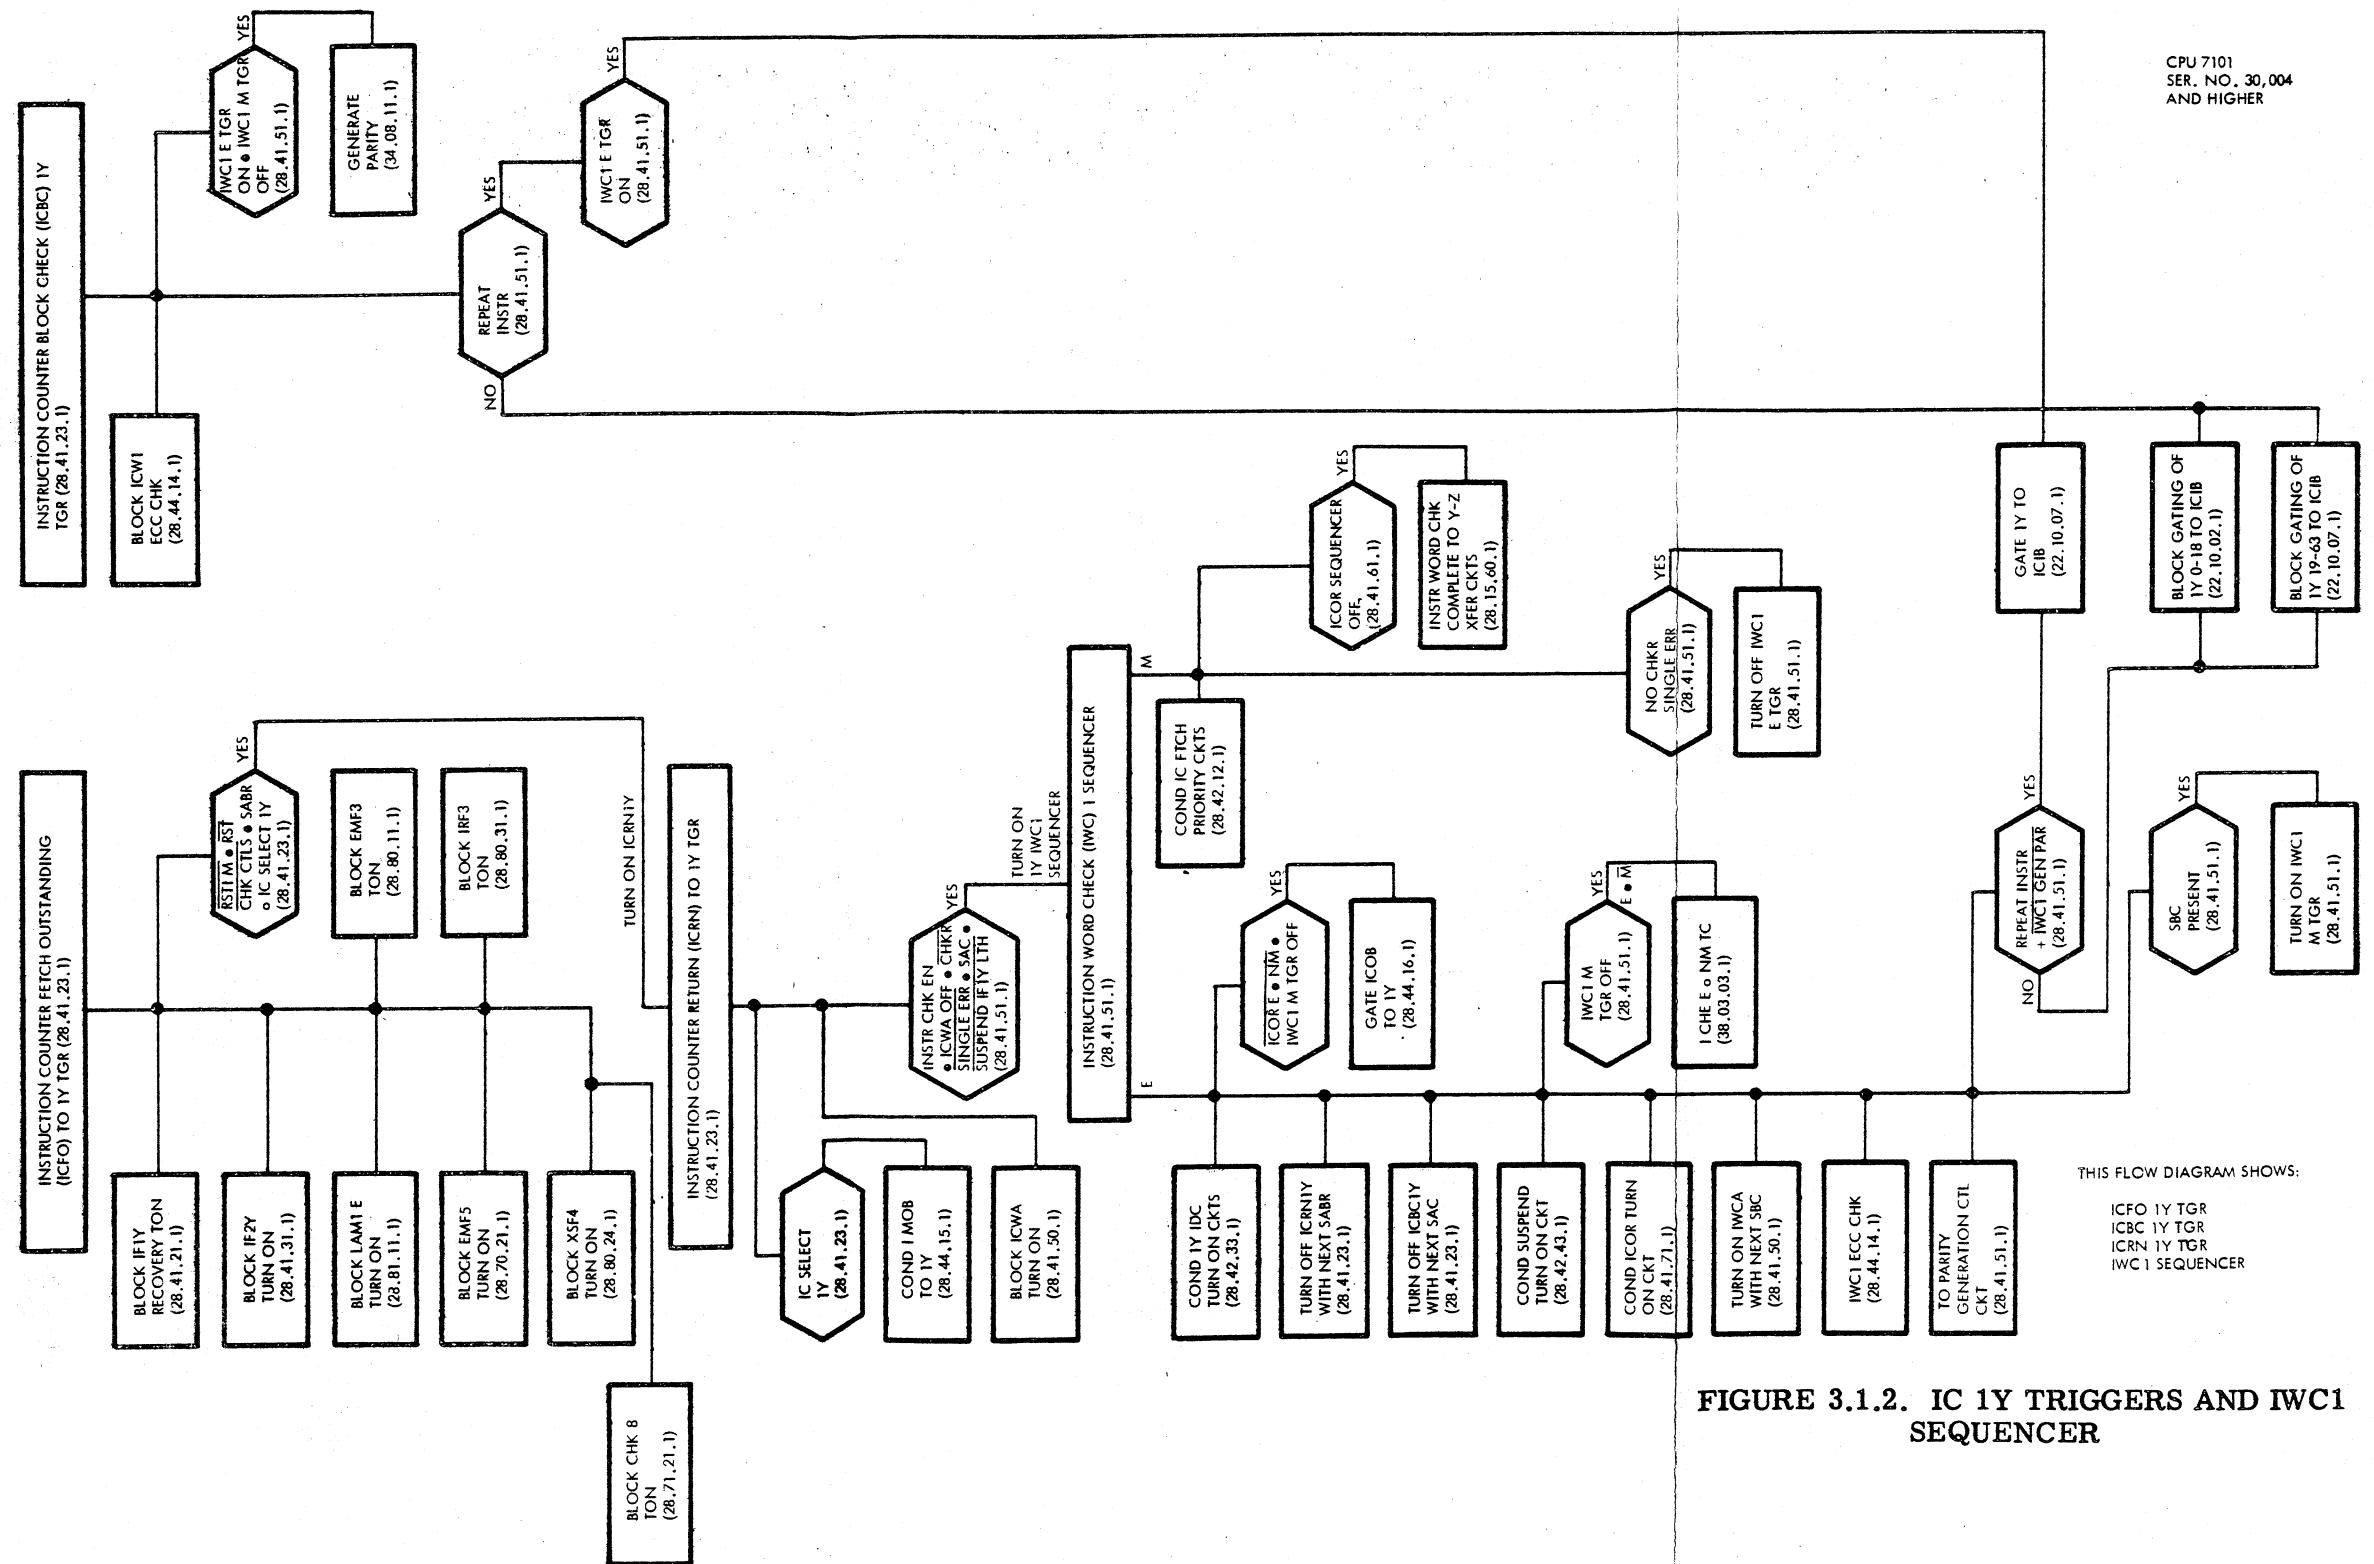 INSTRUCTION COUNTER BLOCK CHECK (ICBC) 1Y
TGR (28.41.23.1)
BLOCK ICW1
ECC CHK
(28.44.14.1)
IWC1 E TGR
ON • IWC1 M TGR
OFF
(28.41.51.1)
YES
GENERATE
PARITY
(34.08.11.1)
REPEAT
INSTR
(28.41.51.1)
YES
NO
IWC1 E TGR
ON
(28.41.51.1)
YES
CPU 7101
SER. NO. 30,004
AND HIGHER
INSTRUCTION COUNTER FETCH OUTSTANDING
(ICFO) TO 1Y TGR (28.41.23.1)
RSTI M • RST
CHK CTLS • SABR
• IC SELECT 1Y
(28.41.23.1)
YES
BLOCK EMF3
TON
(28.80.11.1)
BLOCK IRF3
TON
(28.80.31.1)
BLOCK IF1Y
RECOVERY TON
(28.41.21.1)
BLOCK IF2Y
TURN ON
(28.41.31.1)
BLOCK LAM1 E
TURN ON
(28.81.11.1)
BLOCK EMF5
TURN ON
(28.70.21.1)
BLOCK XSF4
TURN ON
(28.80.24.1)
BLOCK CHK 8
TON
(28.71.21.1)
TURN ON ICRN1Y
INSTRUCTION COUNTER RETURN (ICRN) TO 1Y TGR
(28.41.23.1)
IC SELECT
1Y
(28.41.23.1)
COND I MOB
TO 1Y
(28.44.15.1)
BLOCK ICWA
TURN ON
(28.41.50.1)
INSTR CHK EN
• ICWA OFF • CHKR
SINGLE ERR • SAC •
SUSPEND IF1Y LTH
(28.41.51.1)
YES
TURN ON
1Y IWC1
SEQUENCER
INSTRUCTION WORD CHECK (IWC) 1 SEQUENCER
(28.41.51.1)
M
E
COND IC FTCH
PRIORITY CKTS
(28.42.12.1)
ICOR SEQUENCER
OFF,
(28.41.61.1)
YES
INSTR WORD CHK
COMPLETE TO Y-Z
XFER CKTS
(28.15.60.1)
NO CHKR
SINGLE ERR
(28.41.51.1)
YES
TURN OFF IWC1
E TGR
(28.41.51.1)
ICOR E • NM •
IWC1 M TGR OFF
YES
GATE ICOB
TO 1Y
(28.44.16.1)
IWC1 M
TGR OFF
(28.41.51.1)
YES
E • M
I CHE E • NM TC
(38.03.03.1)
COND 1Y IDC
TURN ON CKTS
(28.42.33.1)
TURN OFF ICRN1Y
WITH NEXT SABR
(28.41.23.1)
TURN OFF ICBC1Y
WITH NEXT SAC
(28.41.23.1)
COND SUSPEND
TURN ON CKT
(28.42.43.1)
COND ICOR TURN
ON CKT
(28.41.71.1)
TURN ON IWCA
WITH NEXT SBC
(28.41.50.1)
IWC1 ECC CHK
(28.44.14.1)
TO PARITY
GENERATION CTL
CKT
(28.41.51.1)
GATE 1Y TO
ICIB
(22.10.07.1)
BLOCK GATING OF
1Y 0-18 TO ICIB
(22.10.02.1)
BLOCK GATING OF
1Y 19-63 TO ICIB
(22.10.07.1)
REPEAT INSTR
+ IWC1 GEN PAR
(28.41.51.1)
YES
NO
SBC
PRESENT
(28.41.51.1)
YES
TURN ON IWC1
M TGR
(28.41.51.1)
THIS FLOW DIAGRAM SHOWS:
ICFO 1Y TGR
ICBC 1Y TGR
ICRN 1Y TGR
IWC 1 SEQUENCER
FIGURE 3.1.2. IC 1Y TRIGGERS AND IWC1
SEQUENCER